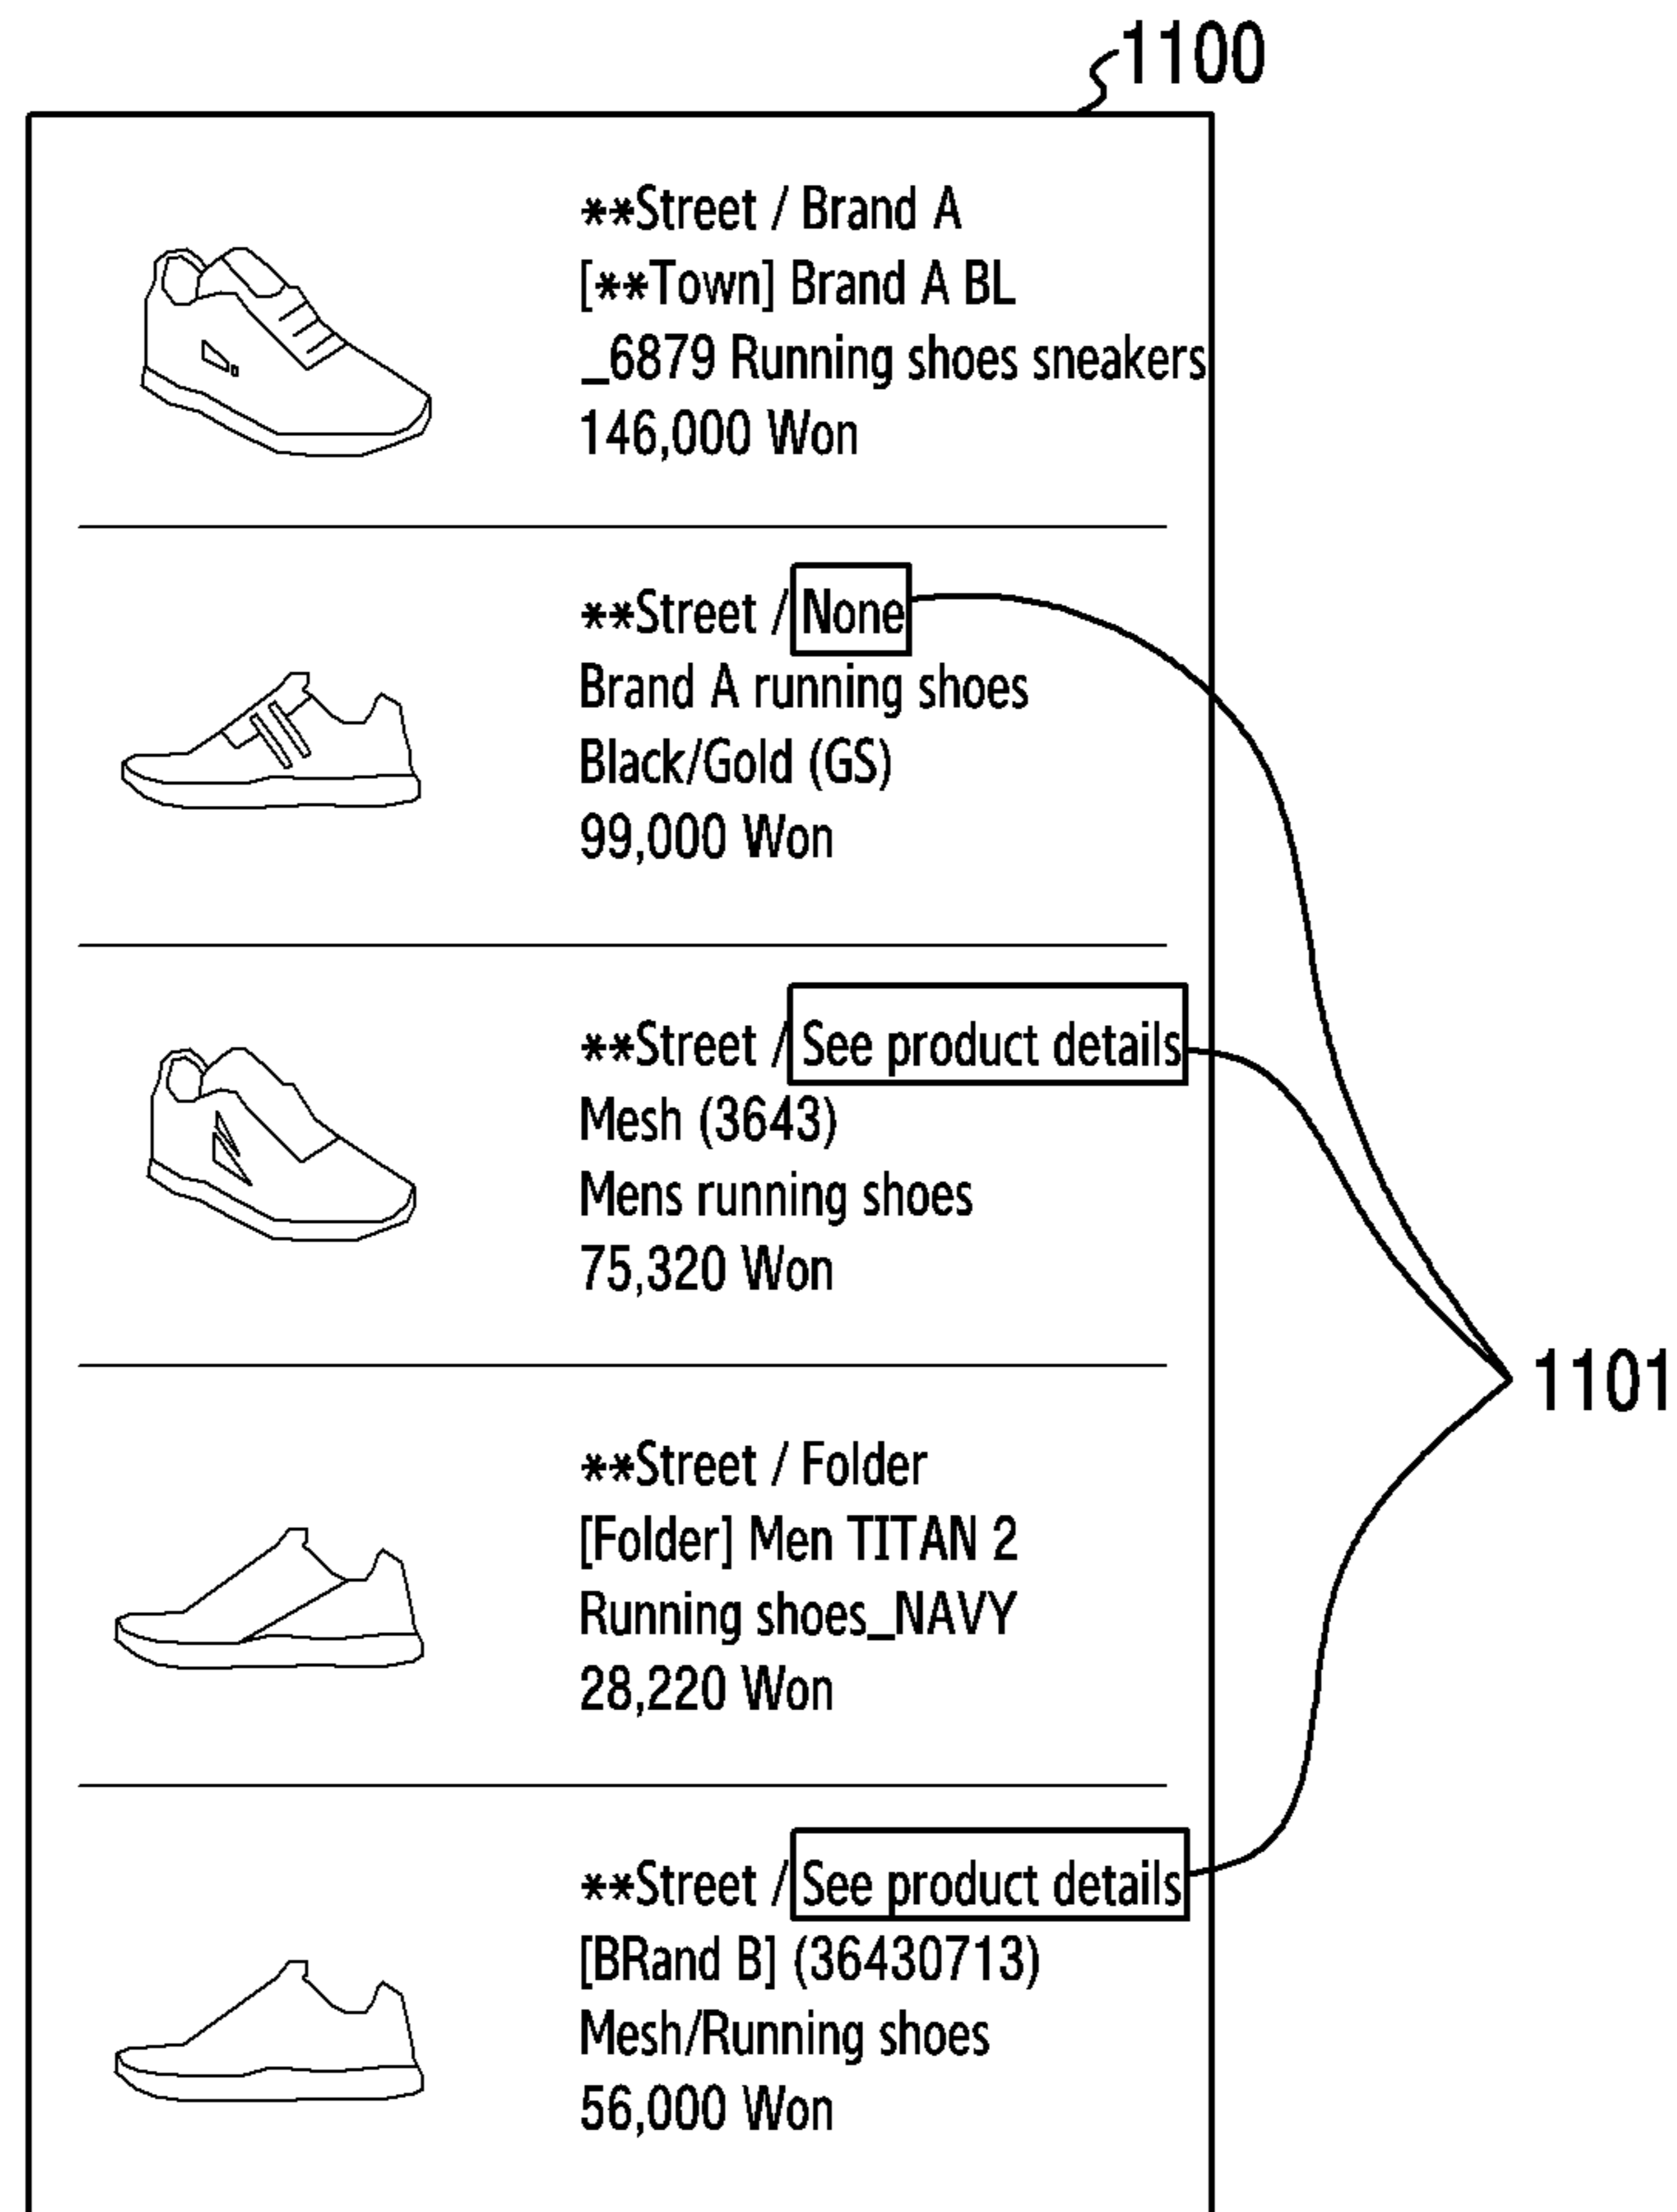 1100
**Street / Brand A
[**Town] Brand A BL
_6879 Running shoes sneakers
146,000 Won
**Street / None
Brand A running shoes
Black/Gold (GS)
99,000 Won
**Street / See product details
Mesh (3643)
Mens running shoes
75,320 Won
1101
**Street / Folder
[Folder] Men TITAN 2
Running shoes_NAVY
28,220 Won
**Street / See product details
[BRand B] (36430713)
Mesh/Running shoes
56,000 Won